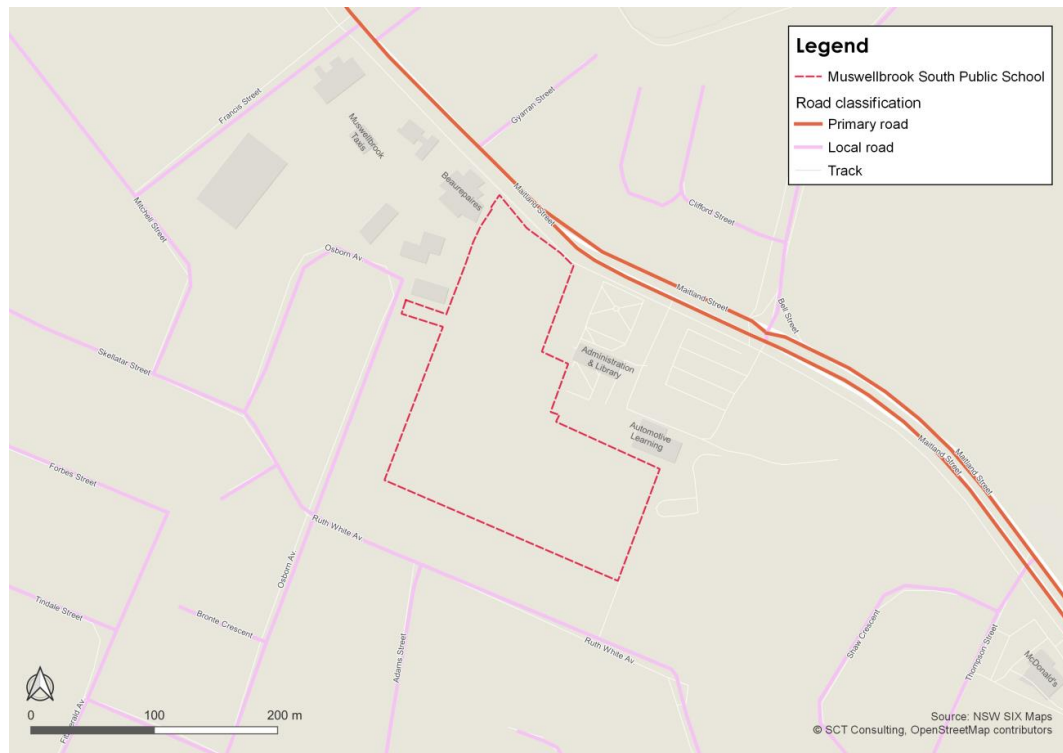 Legend
Muswellbrook South Public School
Road classification
Primary road
Local road
Track
Francis Street
Muswellbrook
Taxis
Gyarran Street
Mitchell Street
Beaurepaires
Maitland
Street
Clifford Street
Osborn Av
Maitland Street
Bell Street
Skellatar Street
Administration
& Library
Automotive
Learning
Maitland Street
Maitland Street
Forbes Street
Ruth White Av
Osborn Av
Tindale Street
Bronte Crescent
Adams Street
Ruth White Av
Shaw Crescent
Thompson Street
McDonald's
Fitzgerald Av
0 100 200 m
Source: NSW SIX Maps
© SCT Consulting, OpenStreetMap contributors